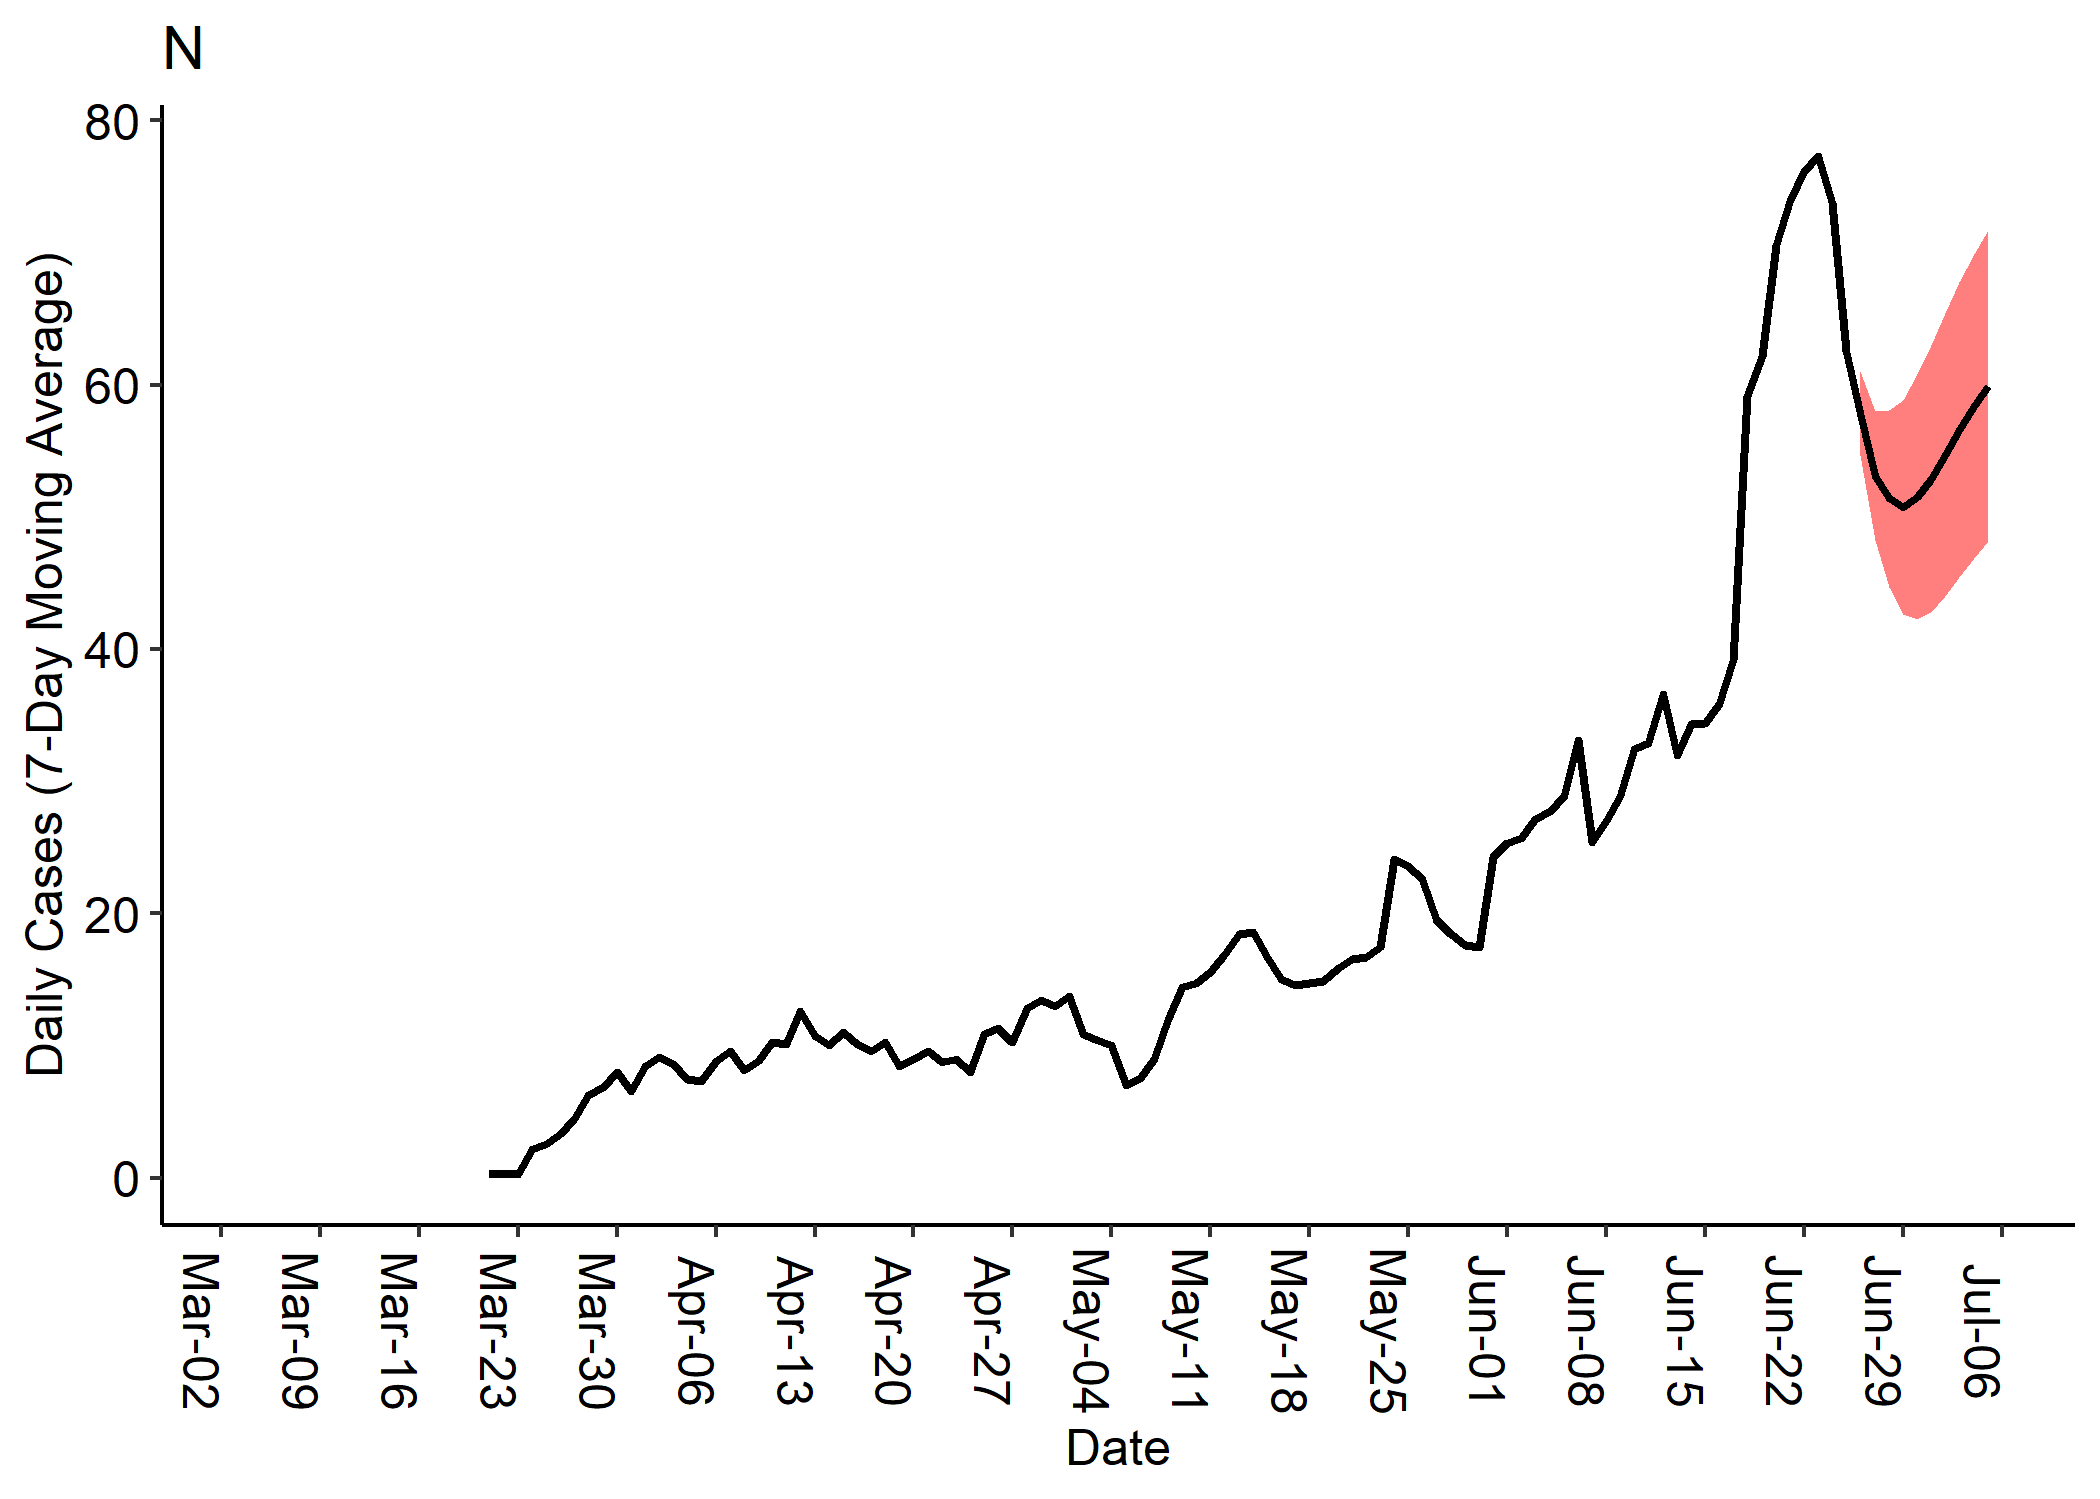 N
80
60
40
20
0
Daily Cases (7-Day Moving Average)
Mar-02
Mar-09
Mar-16
Mar-23
Mar-30
Apr-06
Apr-13
Apr-20
Apr-27
May-04
May-11
May-18
May-25
Jun-01
Jun-08
Jun-15
Jun-22
Jun-29
Jul-06
Date